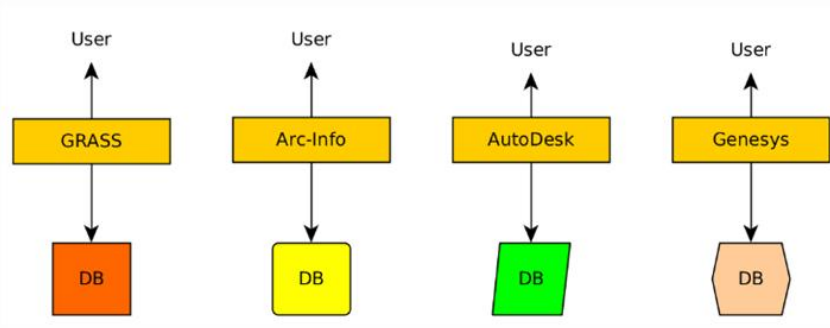 User User User User
GRASS Arc-Info AutoDesk Genesys
DB DB DB DB